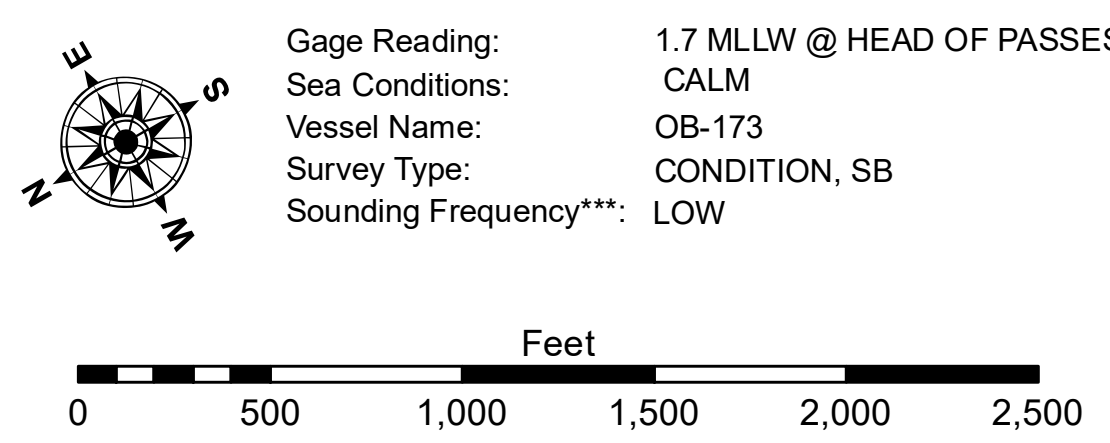 E
S
N
W
Gage Reading: 1.7 MLLW @ HEAD OF PASSES
Sea Conditions: CALM
Vessel Name: OB-173
Survey Type: CONDITION, SB
Sounding Frequency***: LOW
Feet
0 500 1,000 1,500 2,000 2,500